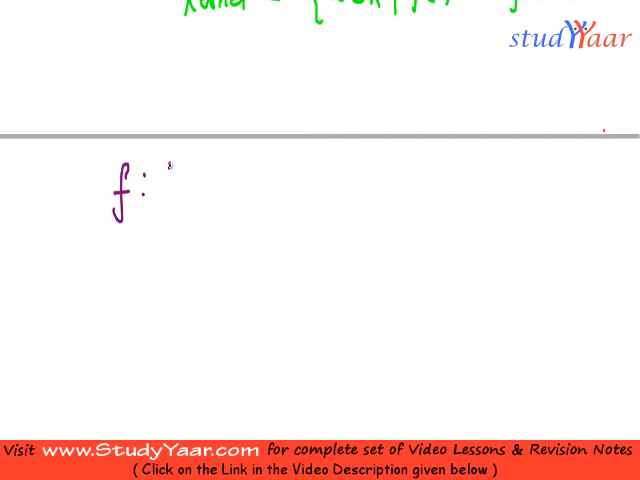 studYYaar
f :
Visit www.StudyYaar.com for complete set of Video Lessons & Revision Notes
( Click on the Link in the Video Description given below )